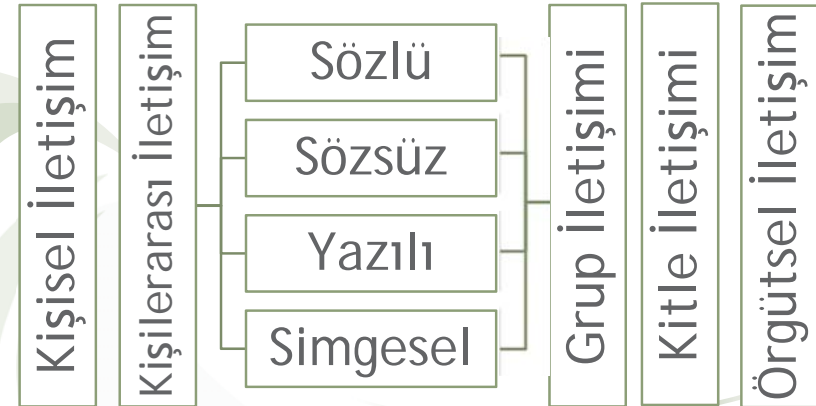 Kişisel İletişim
Kişilerarası İletişim
Sözlü
Sözsüz
Yazılı
Simgesel
Grup İletişimi
Kitle İletişimi
Örgütsel İletişim